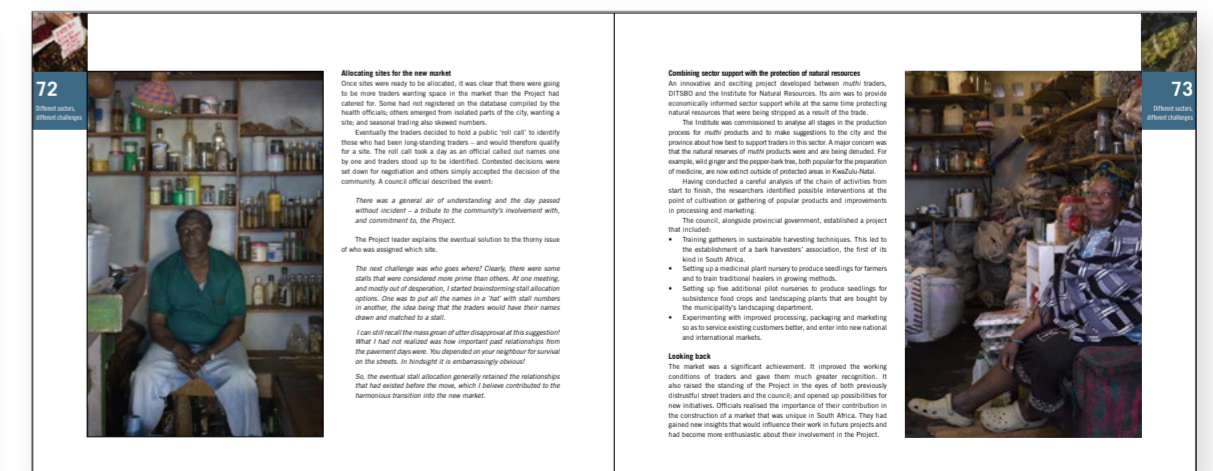 72
Different sectors,
different challenges
Allocating sites for the new market
Once sites were ready to be allocated, it was clear that there were going
to be more traders wanting space in the market than the Project had
catered for. Some had not registered on the database compiled by the
health officials; others emerged from isolated parts of the city, wanting a
site; and seasonal trading also skewed numbers.
Eventually the traders decided to hold a public ‘roll call’ to identify
those who had been long-standing traders – and would therefore qualify
for a site. The roll call took a day as an official called out names one
by one and traders stood up to be identified. Contested decisions were
set down for negotiation and others simply accepted the decision of the
community. A council official described the event:
There was a general air of understanding and the day passed
without incident – a tribute to the community’s involvement with,
and commitment to, the Project.
The Project leader explains the eventual solution to the thorny issue
of who was assigned which site.
The next challenge was who goes where? Clearly, there were some
stalls that were considered more prime than others. At one meeting,
and mostly out of desperation, I started brainstorming stall allocation
options. One was to put all the names in a ‘hat’ with stall numbers
in another, the idea being that the traders would have their names
drawn and matched to a stall.
I can still recall the mass groan of utter disapproval at this suggestion!
What I had not realized was how important past relationships from
the pavement days were. You depended on your neighbour for survival
on the streets. In hindsight it is embarrassingly obvious!
So, the eventual stall allocation generally retained the relationships
that had existed before the move, which I believe contributed to the
harmonious transition into the new market.
Combining sector support with the protection of natural resources
An innovative and exciting project developed between muthi traders,
DITSBO and the Institute for Natural Resources. Its aim was to provide
economically informed sector support while at the same time protecting
natural resources that were being stripped as a result of the trade.
The Institute was commissioned to analyse all stages in the production
process for muthi products and to make suggestions to the city and the
province about how best to support traders in this sector. A major concern was
that the natural reserves of muthi products were and are being denuded. For
example, wild ginger and the pepper-bark tree, both popular for the preparation
of medicine, are now extinct outside of protected areas in KwaZulu-Natal.
Having conducted a careful analysis of the chain of activities from
start to finish, the researchers identified possible interventions at the
point of cultivation or gathering of popular products and improvements
in processing and marketing.
The council, alongside provincial government, established a project
that included:
• Training gatherers in sustainable harvesting techniques. This led to
the establishment of a bark harvesters’ association, the first of its
kind in South Africa.
• Setting up a medicinal plant nursery to produce seedlings for farmers
and to train traditional healers in growing methods.
• Setting up five additional pilot nurseries to produce seedlings for
subsistence food crops and landscaping plants that are bought by
the municipality’s landscaping department.
• Experimenting with improved processing, packaging and marketing
so as to service existing customers better, and enter into new national
and international markets.
Looking back
The market was a significant achievement. It improved the working
conditions of traders and gave them much greater recognition. It
also raised the standing of the Project in the eyes of both previously
distrustful street traders and the council; and opened up possibilities for
new initiatives. Officials realised the importance of their contribution in
the construction of a market that was unique in South Africa. They had
gained new insights that would influence their work in future projects and
had become more enthusiastic about their involvement in the Project.
73
Different sectors,
different challenges